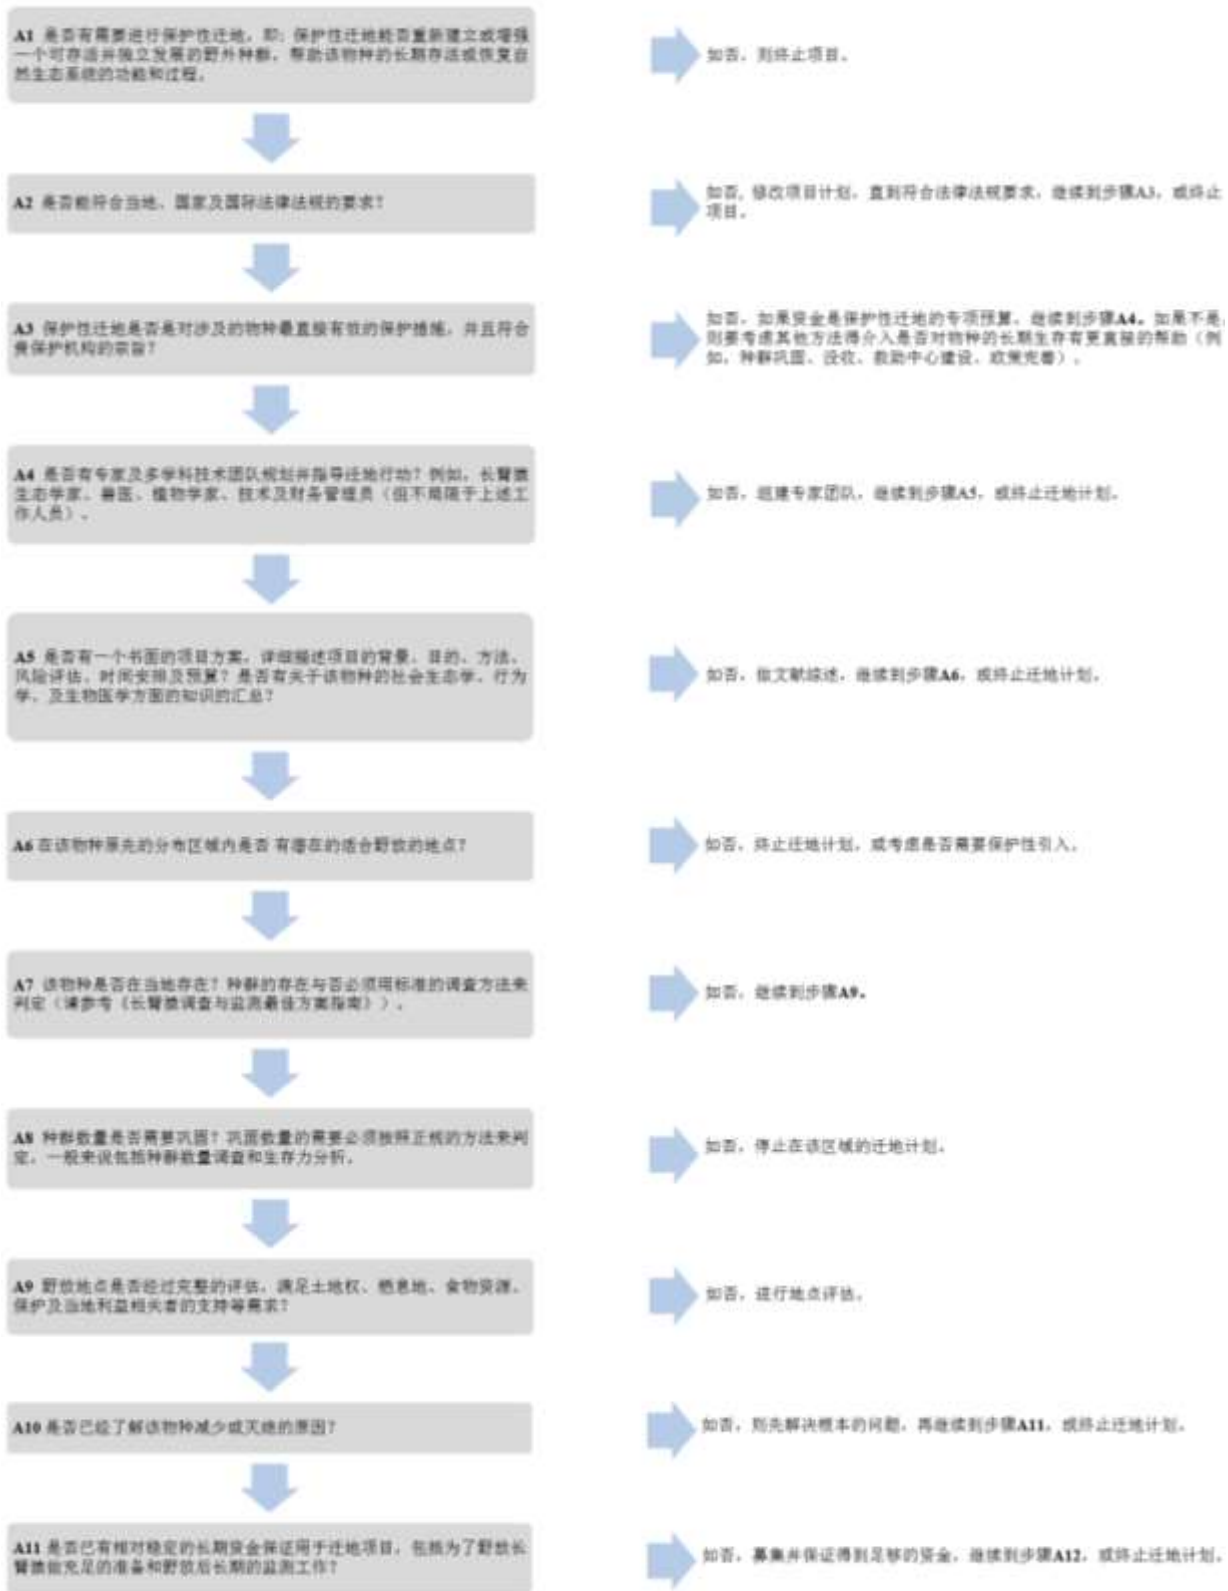 A1 是否有需要进行保护性迁地，即：保护性迁地能否重新建立或增强
一个可存活并独立发展的野外种群，帮助该物种的长期存活或恢复自
然生态系统的功能和过程。
如否，则终止项目。
A2 是否能符合当地、国家及国际法律法规的要求？
如否，修改项目计划，直到符合法律法规要求，继续到步骤A3，或终止
项目。
A3 保护性迁地是否是对涉及的物种最直接有效的保护措施，并且符合
贵保护机构的宗旨？
如否，如果资金是保护性迁地的专项预算，继续到步骤A4。如果不是，
则要考虑其他方法得介入是否对物种的长期生存有更直接的帮助（例
如，种群巩固、没收、救助中心建设、政策完善）。
A4 是否有专家及多学科技术团队规划并指导迁地行动？例如，长臂猿
生态学家、兽医、植物学家、技术及财务管理员（但不局限于上述工
作人员）。
如否，组建专家团队，继续到步骤A5，或终止迁地计划。
A5 是否有一个书面的项目方案，详细描述项目的背景、目的、方法、
风险评估、时间安排及预算？是否有关于该物种的社会生态学、行为
学、及生物医学方面的知识的汇总？
如否，做文献综述，继续到步骤A6，或终止迁地计划。
A6 在该物种原先的分布区域内是否 有潜在的适合野放的地点？
如否，终止迁地计划，或考虑是否需要保护性引入。
A7 该物种是否在当地存在？种群的存在与否必须用标准的调查方法来
判定（请参考《长臂猿调查与监测最佳方案指南》）。
如否，继续到步骤A9。
A8 种群数量是否需要巩固？巩固数量的需要必须按照正规的方法来判
定，一般来说包括种群数量调查和生存力分析。
如否，停止在该区域的迁地计划。
A9 野放地点是否经过完整的评估，满足土地权、栖息地、食物资源、
保护及当地利益相关者的支持等需求？
如否，进行地点评估。
A10 是否已经了解该物种减少或灭绝的原因？
如否，则先解决根本的问题，再继续到步骤A11，或终止迁地计划。
A11 是否已有相对稳定的长期资金保证用于迁地项目，包括为了野放长
臂猿做充足的准备和野放后长期的监测工作？
如否，募集并保证得到足够的资金，继续到步骤A12，或终止迁地计划。